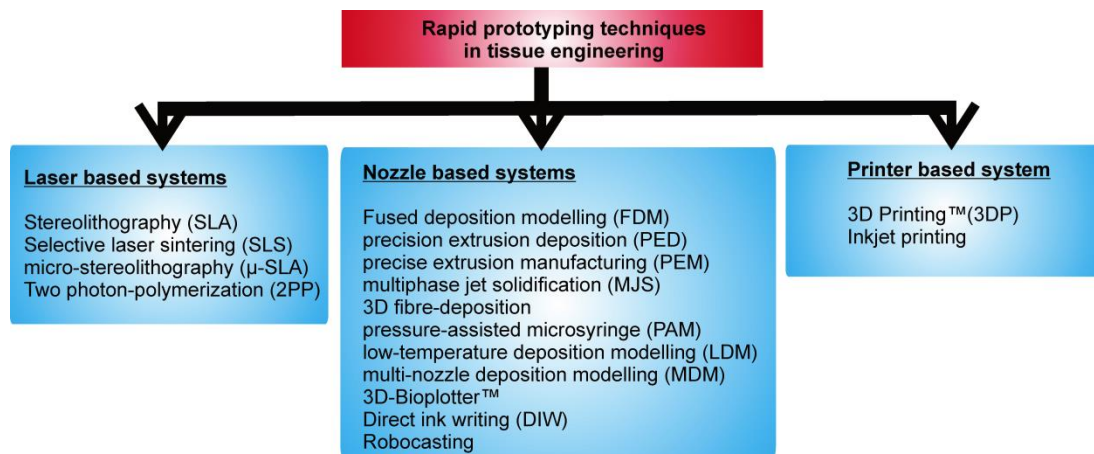 Rapid prototyping techniques
in tissue engineering
Laser based systems
Stereolithography (SLA)
Selective laser sintering (SLS)
micro-stereolithography (µ-SLA)
Two photon-polymerization (2PP)
Nozzle based systems
Fused deposition modelling (FDM)
precision extrusion deposition (PED)
precise extrusion manufacturing (PEM)
multiphase jet solidification (MJS)
3D fibre-deposition
pressure-assisted microsyringe (PAM)
low-temperature deposition modelling (LDM)
multi-nozzle deposition modelling (MDM)
3D-Bioplotter™
Direct ink writing (DIW)
Robocasting
Printer based system
3D Printing™(3DP)
Inkjet printing